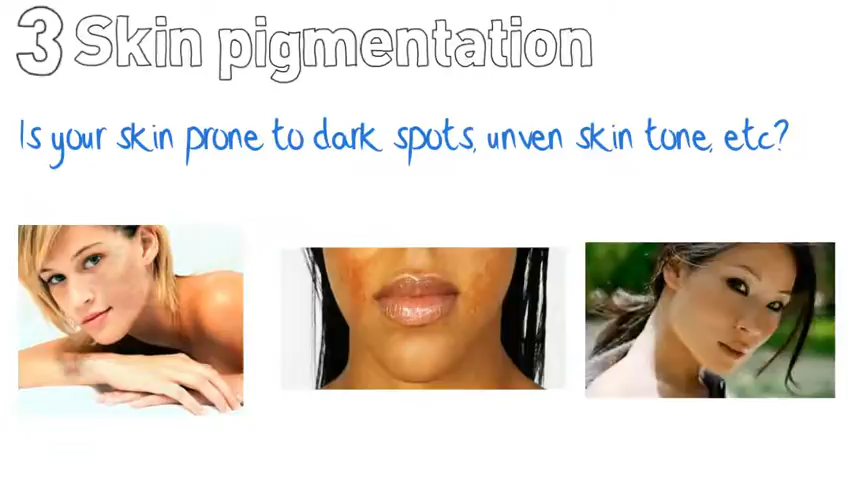 3 Skin pigmentation
Is your skin prone to dark spots, unven skin tone, etc?